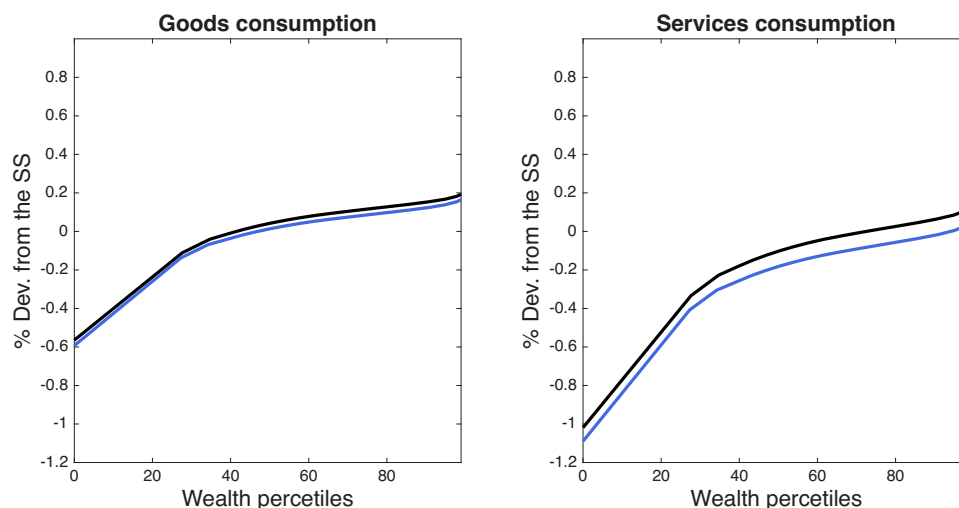 Goods consumption
% Dev. from the SS
0.8
0.6
0.4
0.2
0
-0.2
-0.4
-0.6
-0.8
-1
-1.2
0 20 40 60 80
Wealth percetiles
Services consumption
% Dev. from the SS
0.8
0.6
0.4
0.2
0
-0.2
-0.4
-0.6
-0.8
-1
-1.2
0 20 40 60 80
Wealth percetiles